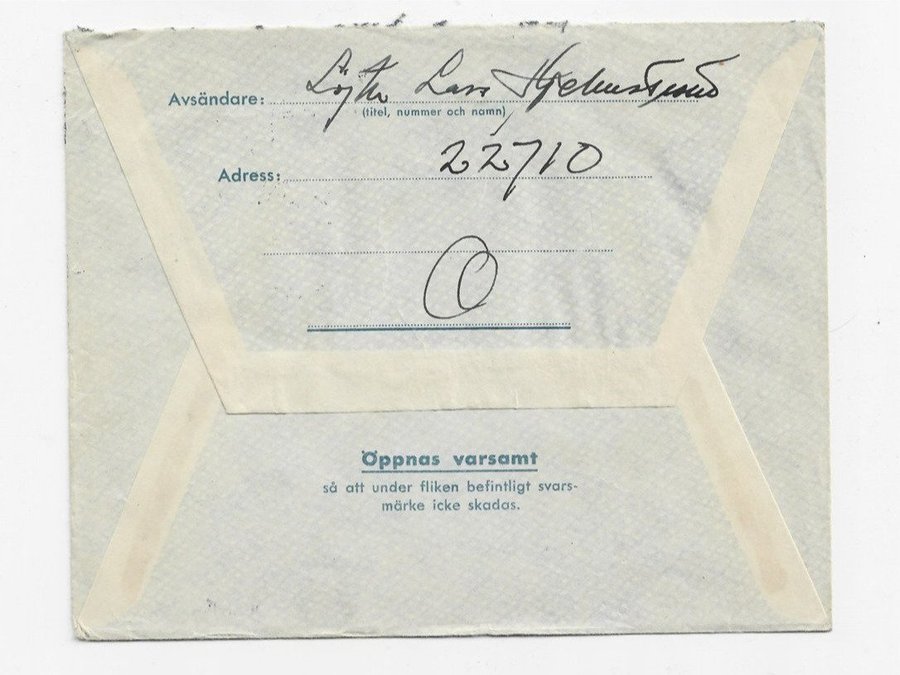 Avsändare: Löjtn Lars
(titel, nummer och namn)
Adress: 22710
O
Öppnas varsamt
så att under fliken befintligt svars-
märke icke skadas.